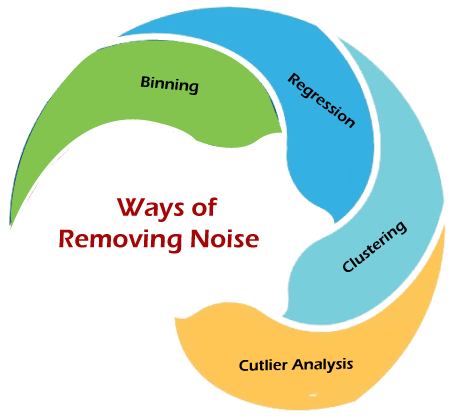 Binning
Regression
Ways of
Removing Noise
Clustering
Cutlier Analysis